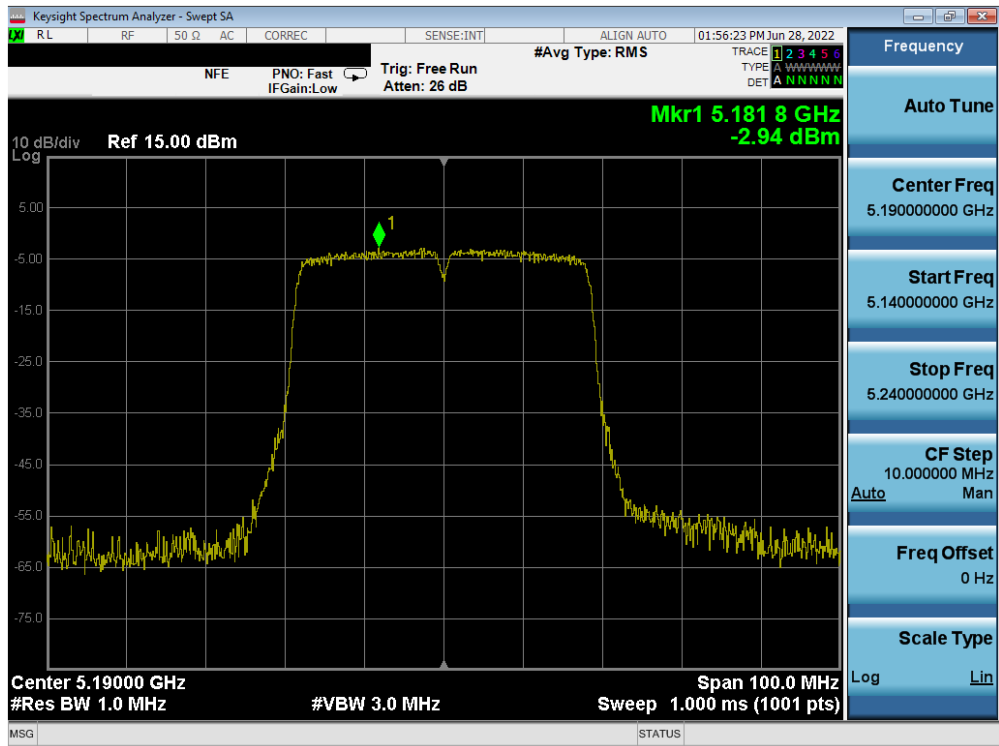 Keysight Spectrum Analyzer - Swept SA
LXI RL RF 50 Ω AC CORREC SENSE:INT ALIGN AUTO 01:56:23 PM Jun 28, 2022
NFE PNO: Fast IFGain:Low
Trig: Free Run
Atten: 26 dB
#Avg Type: RMS
TRACE 1 2 3 4 5 6
TYPE A WWWWW
DET A N N N N N
Mkr1 5.181 8 GHz
-2.94 dBm
10 dB/div Ref 15.00 dBm
Log
1
5.00
-5.00
-15.0
-25.0
-35.0
-45.0
-55.0
-65.0
-75.0
Center 5.19000 GHz Span 100.0 MHz
#Res BW 1.0 MHz #VBW 3.0 MHz Sweep 1.000 ms (1001 pts)
MSG STATUS
Frequency
Auto Tune
Center Freq
5.190000000 GHz
Start Freq
5.140000000 GHz
Stop Freq
5.240000000 GHz
CF Step
10.000000 MHz
Auto Man
Freq Offset
0 Hz
Scale Type
Log Lin